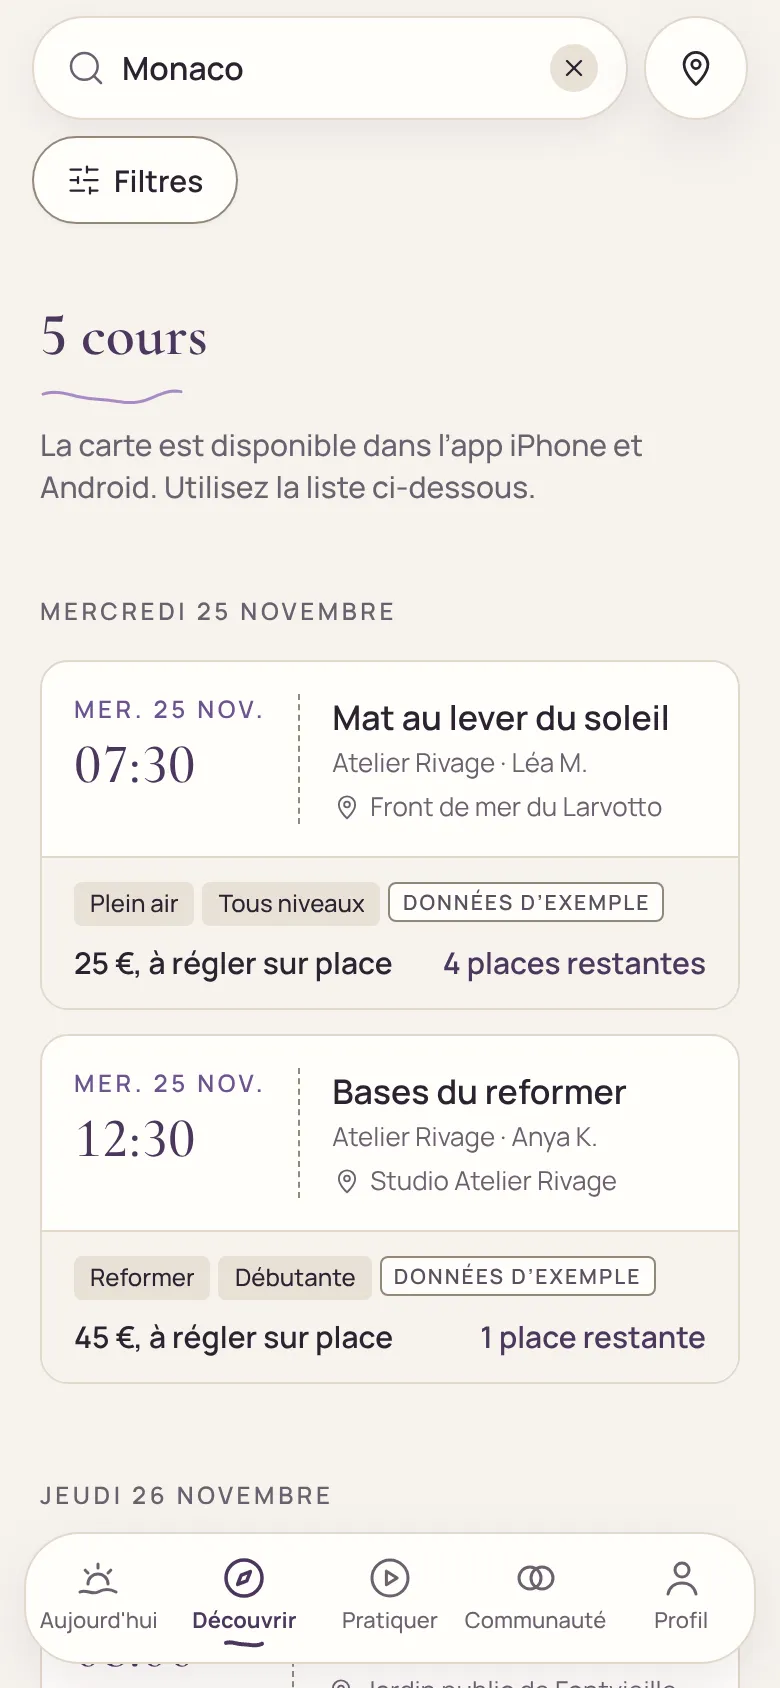 Monaco
Filtres
5 cours
La carte est disponible dans l’app iPhone et
Android. Utilisez la liste ci-dessous.
MERCREDI 25 NOVEMBRE
MER. 25 NOV.
07:30
Mat au lever du soleil
Atelier Rivage · Léa M.
Front de mer du Larvotto
Plein air
Tous niveaux
DONNÉES D’EXEMPLE
25 €, à régler sur place
4 places restantes
MER. 25 NOV.
12:30
Bases du reformer
Atelier Rivage · Anya K.
Studio Atelier Rivage
Reformer
Débutante
DONNÉES D’EXEMPLE
45 €, à régler sur place
1 place restante
JEUDI 26 NOVEMBRE
Aujourd'hui
Découvrir
Pratiquer
Communauté
Profil